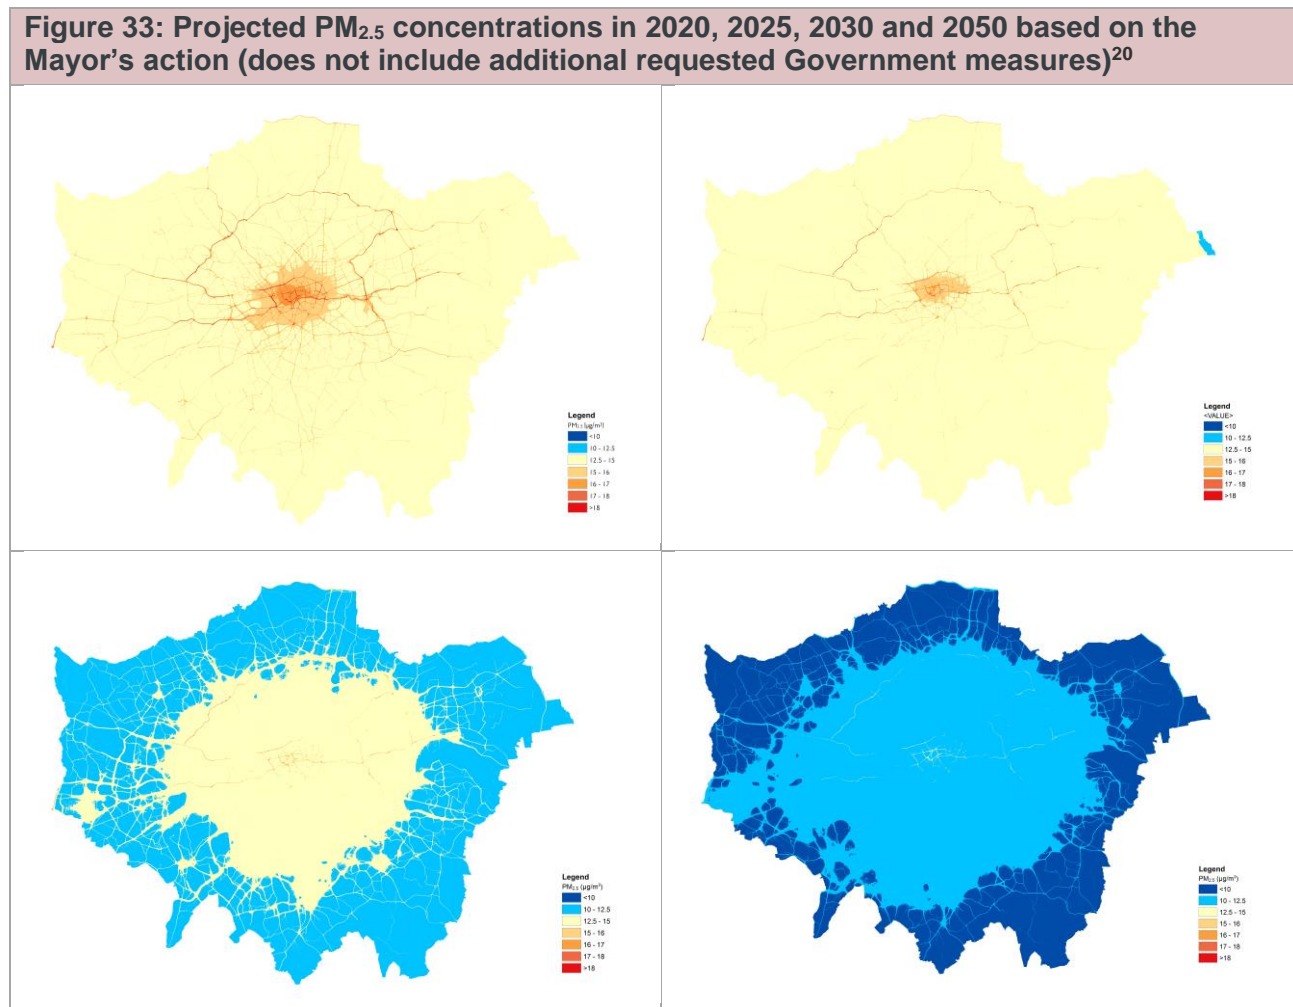 Figure 33: Projected PM2.5 concentrations in 2020, 2025, 2030 and 2050 based on the
Mayor’s action (does not include additional requested Government measures)20
Legend
PM2.5 (µg/m³)
<10
10 - 12.5
12.5 - 15
15 - 16
16 - 17
17 - 18
>18
Legend
<VALUE>
<10
10 - 12.5
12.5 - 15
15 - 16
16 - 17
17 - 18
>18
Legend
PM2.5 (µg/m³)
<10
10 - 12.5
12.5 - 15
15 - 16
16 - 17
17 - 18
>18
Legend
PM2.5 (µg/m³)
<10
10 - 12.5
12.5 - 15
15 - 16
16 - 17
17 - 18
>18